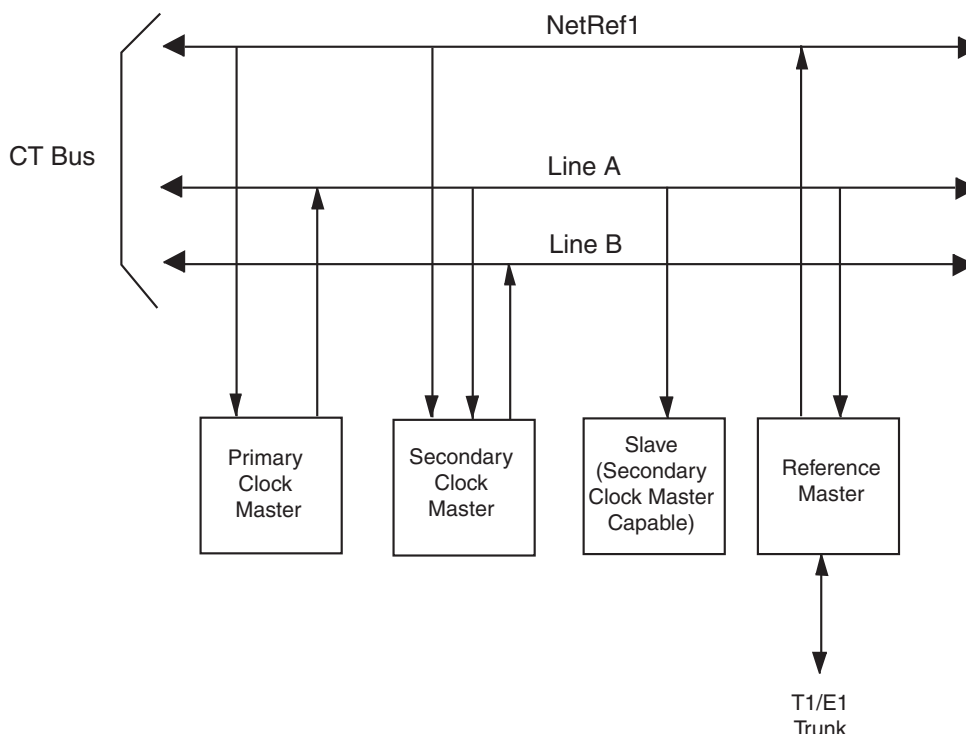 NetRef1
CT Bus
Line A
Line B
Primary
Clock
Master
Secondary
Clock
Master
Slave
(Secondary
Clock Master
Capable)
Reference
Master
T1/E1
Trunk